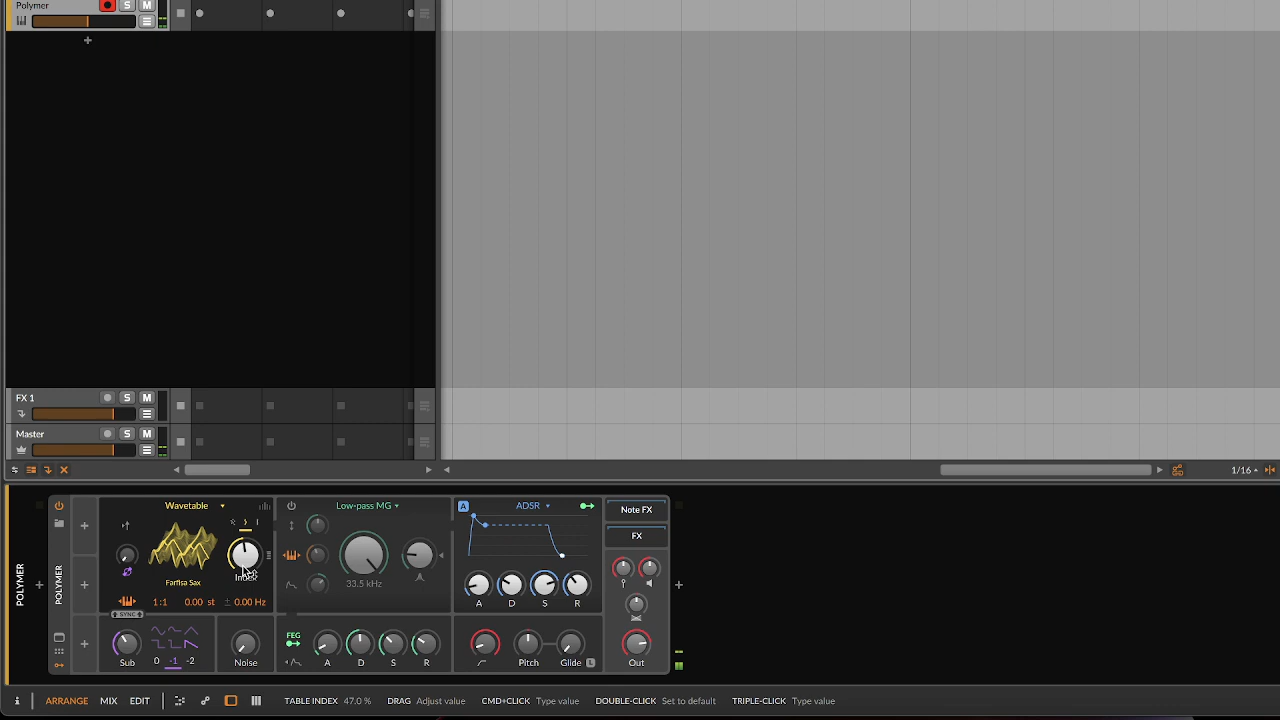 Polymer S M
FX 1 S M
Master S M
1/16
POLYMER
POLYMER
Wavetable
Farfisa Sax
1:1 0.00 st ± 0.00 Hz
SYNC
Sub
0 -1 -2
Noise
Low-pass MG
33.5 kHz
FEG
A D S R
A ADSR
A D S R
Pitch Glide L
Note FX
FX
Out
i ARRANGE MIX EDIT TABLE INDEX 47.0 % DRAG Adjust value CMD+CLICK Type value DOUBLE-CLICK Set to default TRIPLE-CLICK Type value